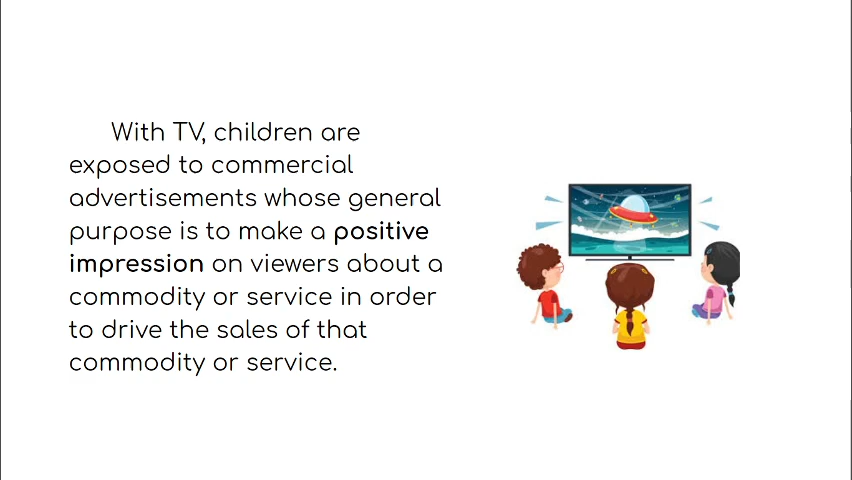 With TV, children are
exposed to commercial
advertisements whose general
purpose is to make a positive
impression on viewers about a
commodity or service in order
to drive the sales of that
commodity or service.